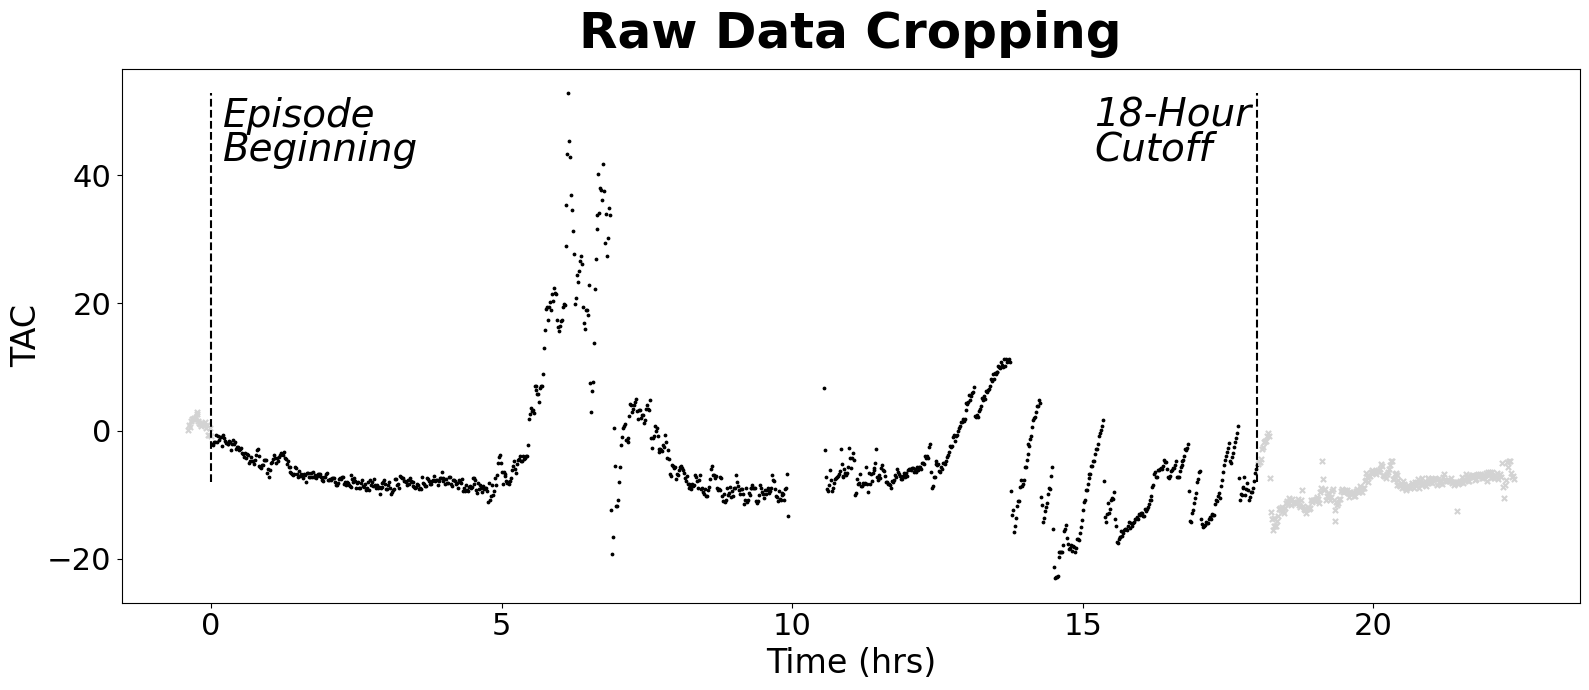 Raw Data Cropping
Episode
Beginning
18-Hour
Cutoff
TAC
40
20
0
−20
0 5 10 15 20
Time (hrs)